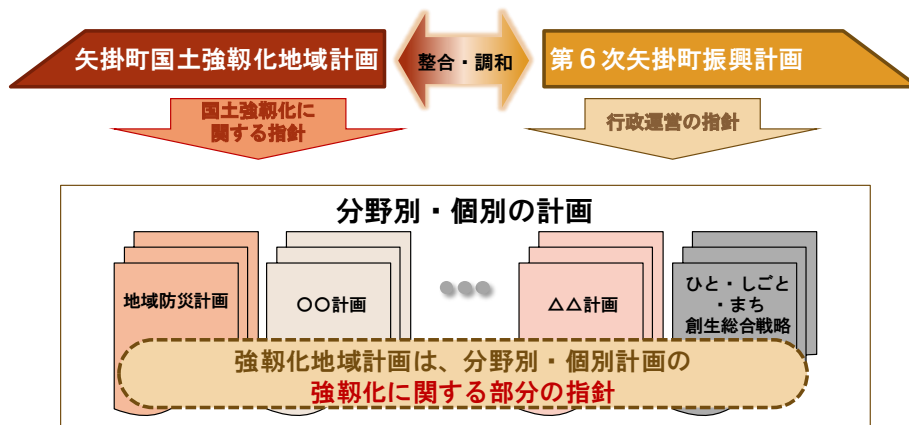 矢掛町国土強靱化地域計画
整合・調和
第６次矢掛町振興計画
国土強靱化に
関する指針
行政運営の指針
分野別・個別の計画
地域防災計画
〇〇計画
△△計画
ひと・しごと
・まち
創生総合戦略
強靱化地域計画は、分野別・個別計画の
強靱化に関する部分の指針